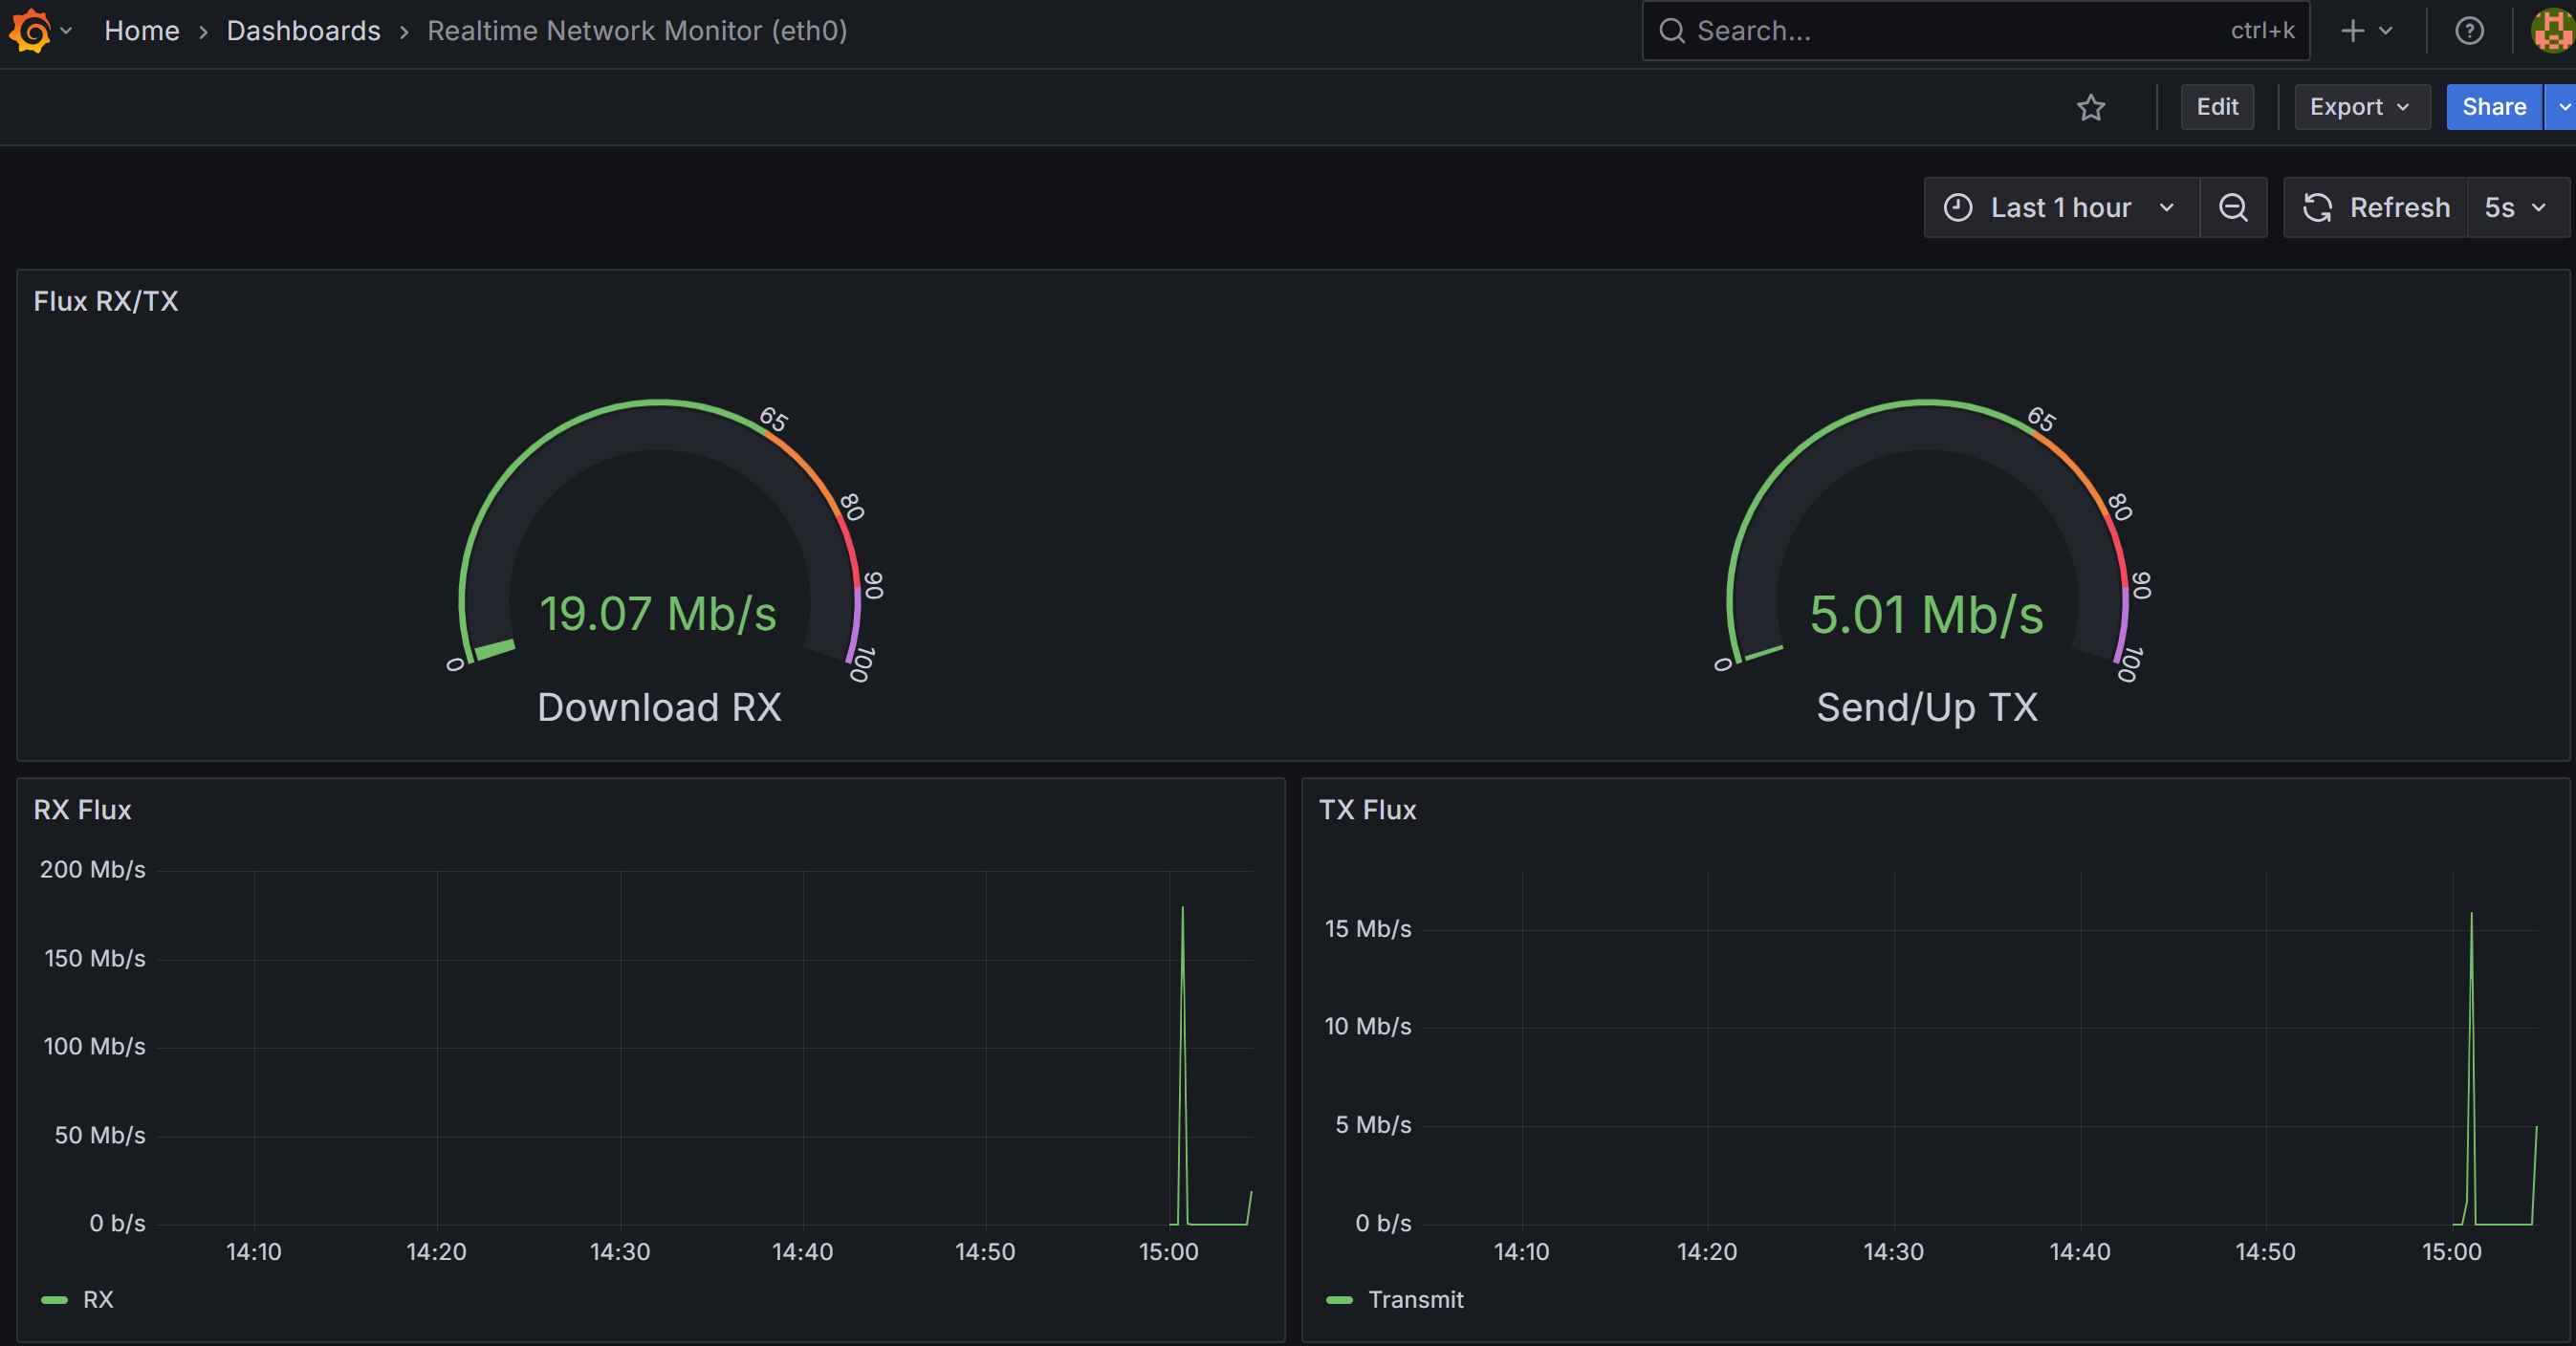 Home › Dashboards › Realtime Network Monitor (eth0)
Search...
ctrl+k
Edit
Export
Share
Last 1 hour
Refresh
5s
Flux RX/TX
0
65
80
90
100
19.07 Mb/s
Download RX
0
65
80
90
100
5.01 Mb/s
Send/Up TX
RX Flux
200 Mb/s
150 Mb/s
100 Mb/s
50 Mb/s
0 b/s
14:10 14:20 14:30 14:40 14:50 15:00
RX
TX Flux
15 Mb/s
10 Mb/s
5 Mb/s
0 b/s
14:10 14:20 14:30 14:40 14:50 15:00
Transmit